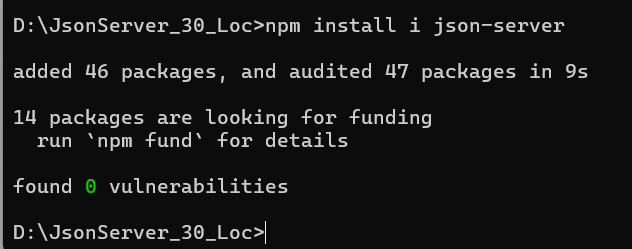 D:\JsonServer_30_Loc>npm install i json-server
added 46 packages, and audited 47 packages in 9s
14 packages are looking for funding
  run `npm fund` for details
found 0 vulnerabilities
D:\JsonServer_30_Loc>